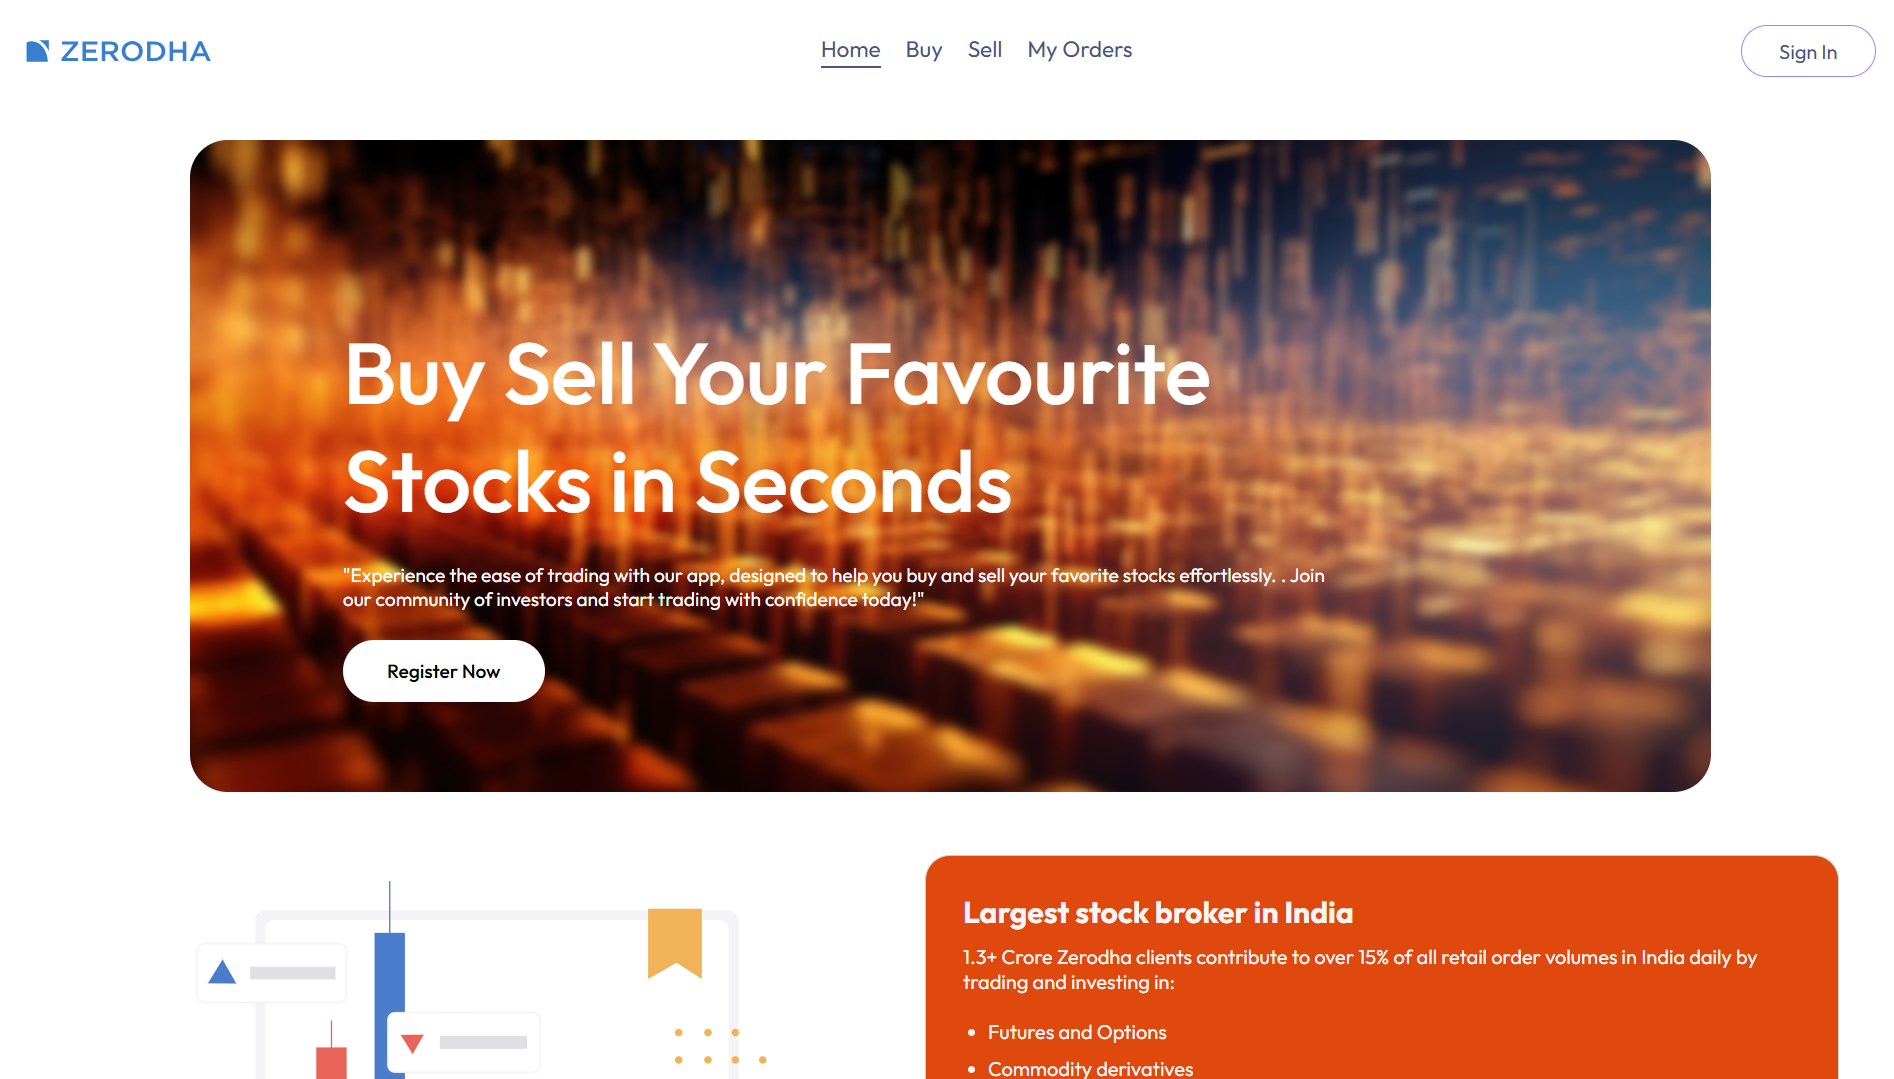 ZERODHA
Home Buy Sell My Orders
Sign In
Buy Sell Your Favourite
Stocks in Seconds
"Experience the ease of trading with our app, designed to help you buy and sell your favorite stocks effortlessly. . Join
our community of investors and start trading with confidence today!"
Register Now
Largest stock broker in India
1.3+ Crore Zerodha clients contribute to over 15% of all retail order volumes in India daily by
trading and investing in:
• Futures and Options
• Commodity derivatives